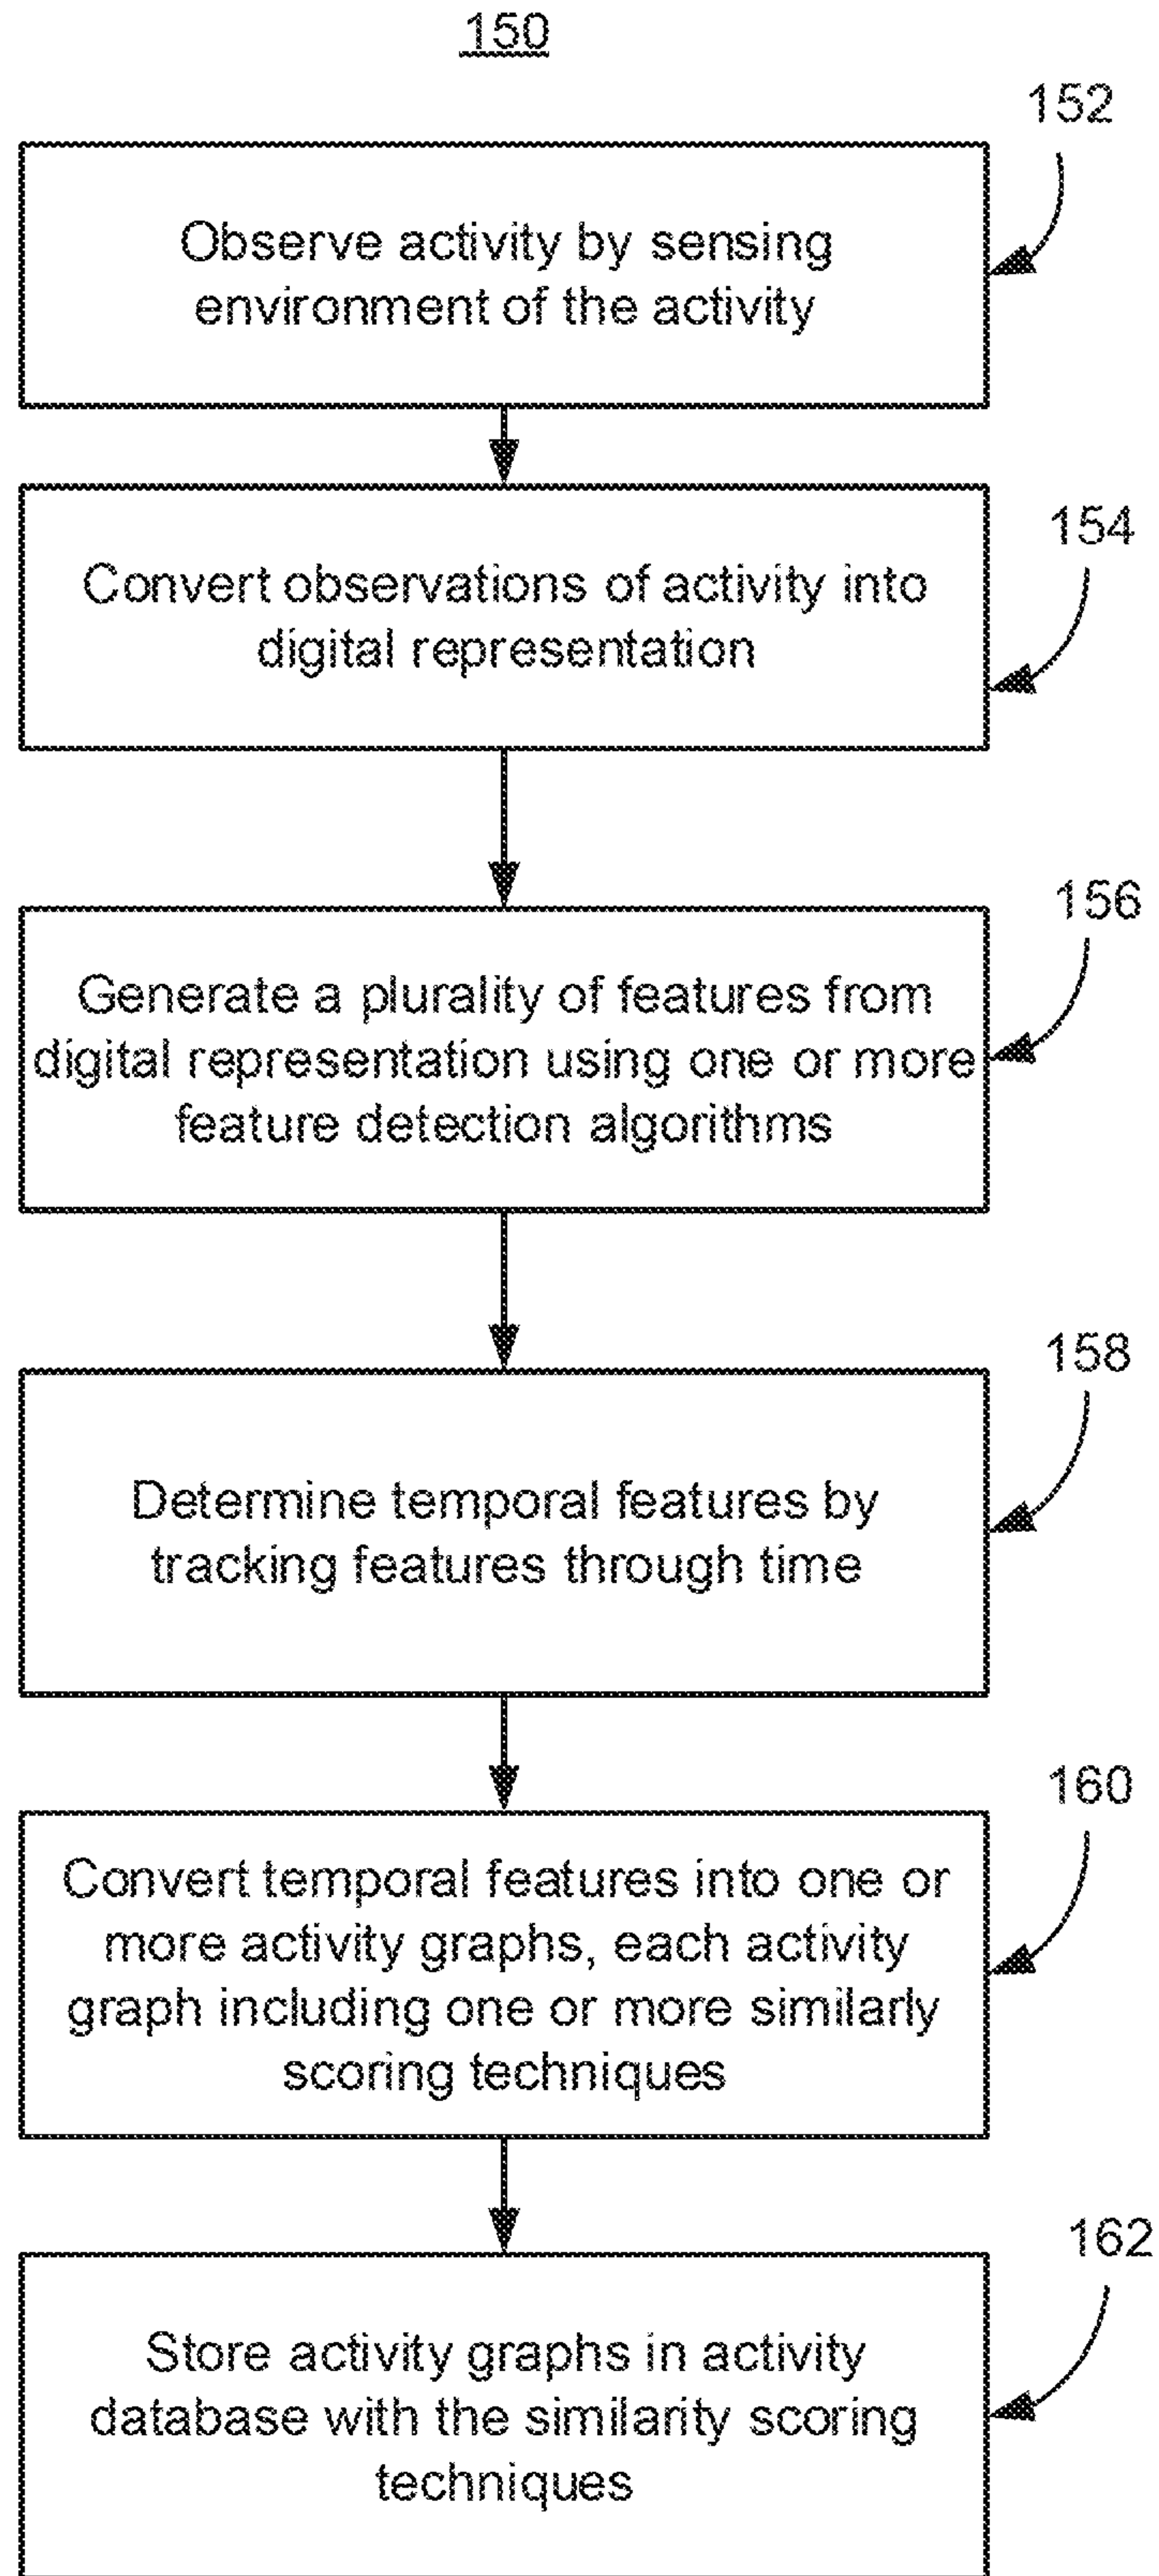 150
152
Observe activity by sensing
environment of the activity
154
Convert observations of activity into
digital representation
156
Generate a plurality of features from
digital representation using one or more
feature detection algorithms
158
Determine temporal features by
tracking features through time
160
Convert temporal features into one or
more activity graphs, each activity
graph including one or more similarly
scoring techniques
162
Store activity graphs in activity
database with the similarity scoring
techniques